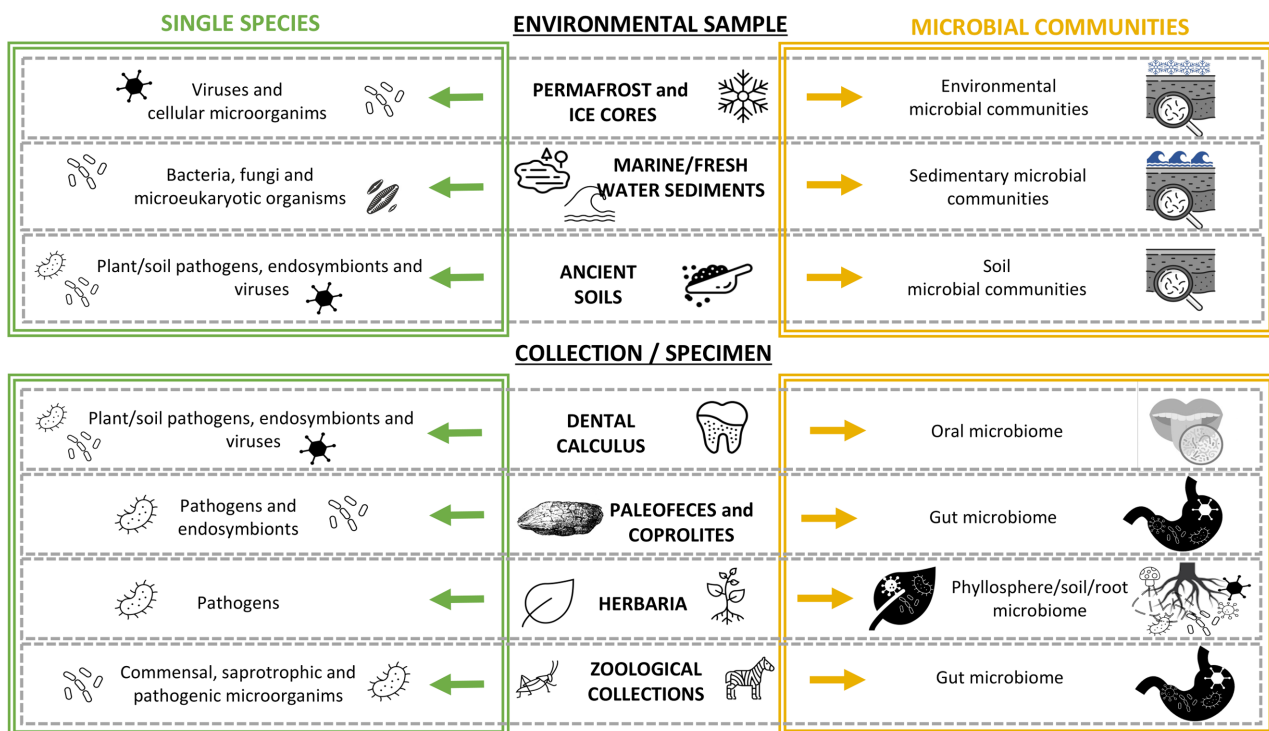 SINGLE SPECIES
ENVIRONMENTAL SAMPLE
MICROBIAL COMMUNITIES
Viruses and
cellular microorganims
PERMAFROST and
ICE CORES
Environmental
microbial communities
Bacteria, fungi and
microeukaryotic organisms
MARINE/FRESH
WATER SEDIMENTS
Sedimentary microbial
communities
Plant/soil pathogens, endosymbionts and
viruses
ANCIENT
SOILS
Soil
microbial communities
COLLECTION / SPECIMEN
Plant/soil pathogens, endosymbionts and
viruses
DENTAL
CALCULUS
Oral microbiome
Pathogens and
endosymbionts
PALEOFECES and
COPROLITES
Gut microbiome
Pathogens
HERBARIA
Phyllosphere/soil/root
microbiome
Commensal, saprotrophic and
pathogenic microorganims
ZOOLOGICAL
COLLECTIONS
Gut microbiome